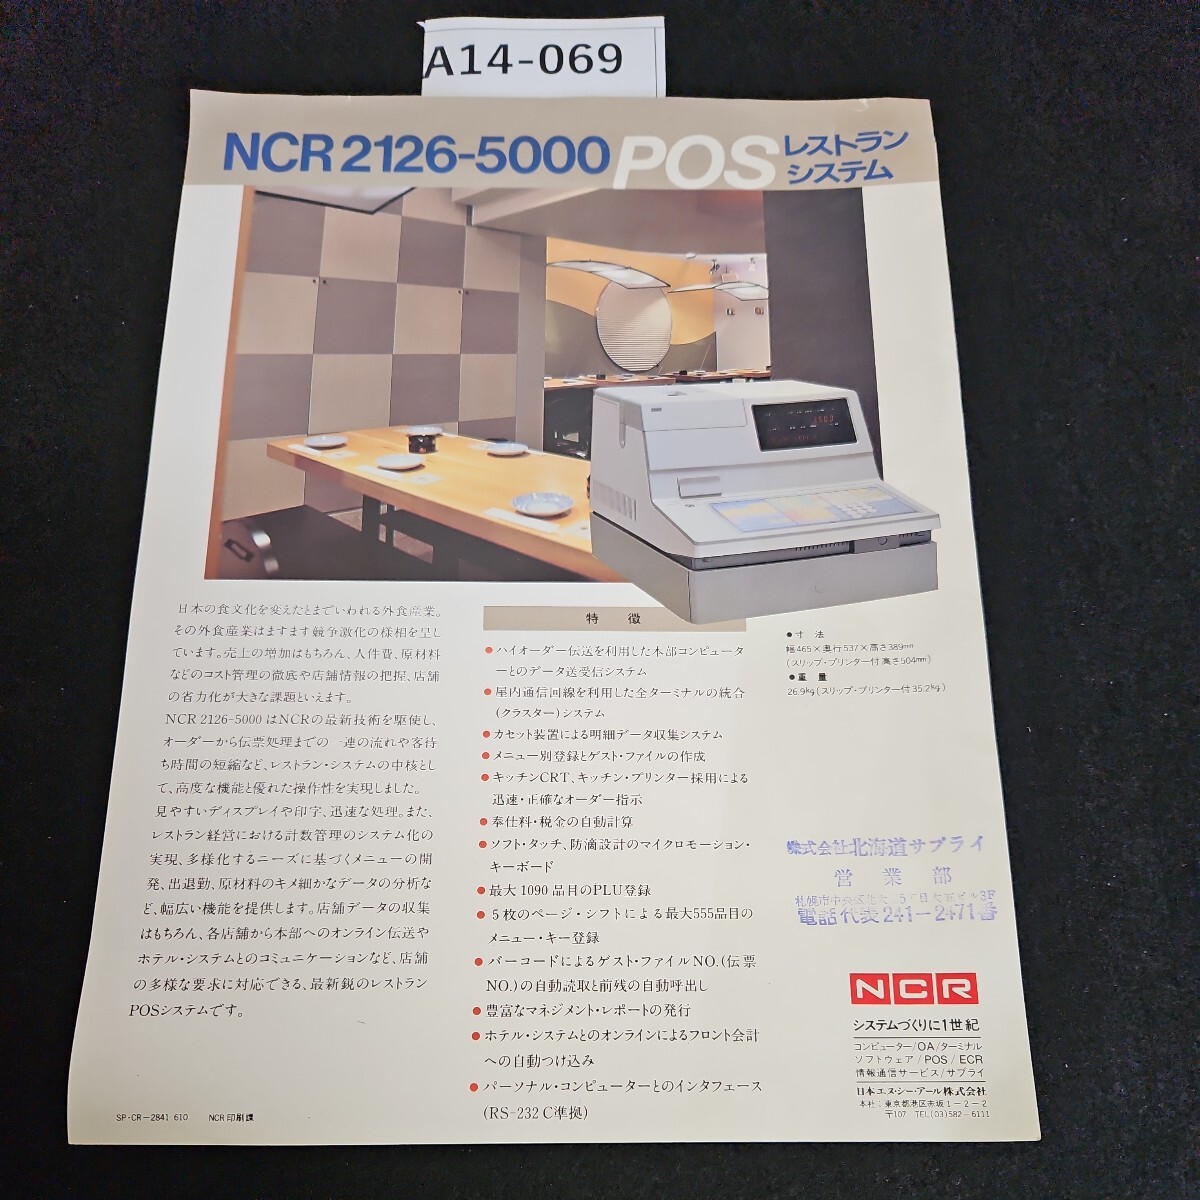 A14-069
NCR 2126-5000 POS レストラン
システム
日本の食文化を変えたとまでいわれる外食産業。
その外食産業はますます競争激化の様相を呈し
ています。売上の増加はもちろん、人件費、原材料
などのコスト管理の徹底や店舗情報の把握、店舗
の省力化が大きな課題といえます。
NCR 2126-5000はNCRの最新技術を駆使し、
オーダーから伝票処理までの一連の流れや客待
ち時間の短縮など、レストラン・システムの中核とし
て、高度な機能と優れた操作性を実現しました。
見やすいディスプレイや印字、迅速な処理。また、
レストラン経営における計数管理のシステム化の
実現、多様化するニーズに基づくメニューの開
発、出退勤、原材料のキメ細かなデータの分析な
ど、幅広い機能を提供します。店舗データの収集
はもちろん、各店舗から本部へのオンライン伝送や
ホテル・システムとのコミュニケーションなど、店舗
の多様な要求に対応できる、最新鋭のレストラン
POSシステムです。
特 徴
●ハイオーダー伝送を利用した本部コンピュータ
ーとのデータ送受信システム
●屋内通信回線を利用した全ターミナルの統合
(クラスター)システム
●カセット装置による明細データ収集システム
●メニュー別登録とゲスト・ファイルの作成
●キッチンCRT、キッチン・プリンター採用による
迅速・正確なオーダー指示
●奉仕料・税金の自動計算
●ソフト・タッチ、防滴設計のマイクロモーション・
キーボード
●最大1090品目のPLU登録
●5枚のページ・シフトによる最大555品目の
メニュー・キー登録
●バーコードによるゲスト・ファイルNO.(伝票
NO.)の自動読取と前残の自動呼出し
●豊富なマネジメント・レポートの発行
●ホテル・システムとのオンラインによるフロント会計
への自動つけ込み
●パーソナル・コンピューターとのインタフェース
(RS-232C準拠)
●寸 法
幅465×奥行537×高さ389mm
(スリップ・プリンター付高さ504mm)
●重 量
26.9kg(スリップ・プリンター付35.2kg)
株式会社北海道サプライ
営 業 部
札幌市中央区北 5丁目 ビル3F
電話代表241-2471番
NCR
システムづくりに1世紀
コンピューター/OA/ターミナル
ソフトウェア/POS/ECR
情報通信サービス/サプライ
日本エヌ・シー・アール株式会社
本社：東京都港区赤坂1-2-2
〒107 TEL(03)582-6111
SP・CR-2841 610 NCR印刷課